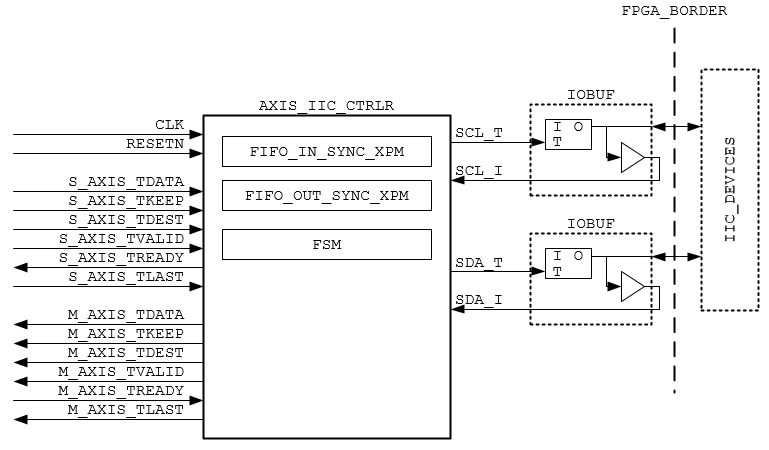 FPGA_BORDER
AXIS_IIC_CTRLR
CLK
RESETN
S_AXIS_TDATA
S_AXIS_TKEEP
S_AXIS_TDEST
S_AXIS_TVALID
S_AXIS_TREADY
S_AXIS_TLAST
M_AXIS_TDATA
M_AXIS_TKEEP
M_AXIS_TDEST
M_AXIS_TVALID
M_AXIS_TREADY
M_AXIS_TLAST
FIFO_IN_SYNC_XPM
FIFO_OUT_SYNC_XPM
FSM
SCL_T
SCL_I
SDA_T
SDA_I
IOBUF
I O
T
IOBUF
I O
T
IIC_DEVICES